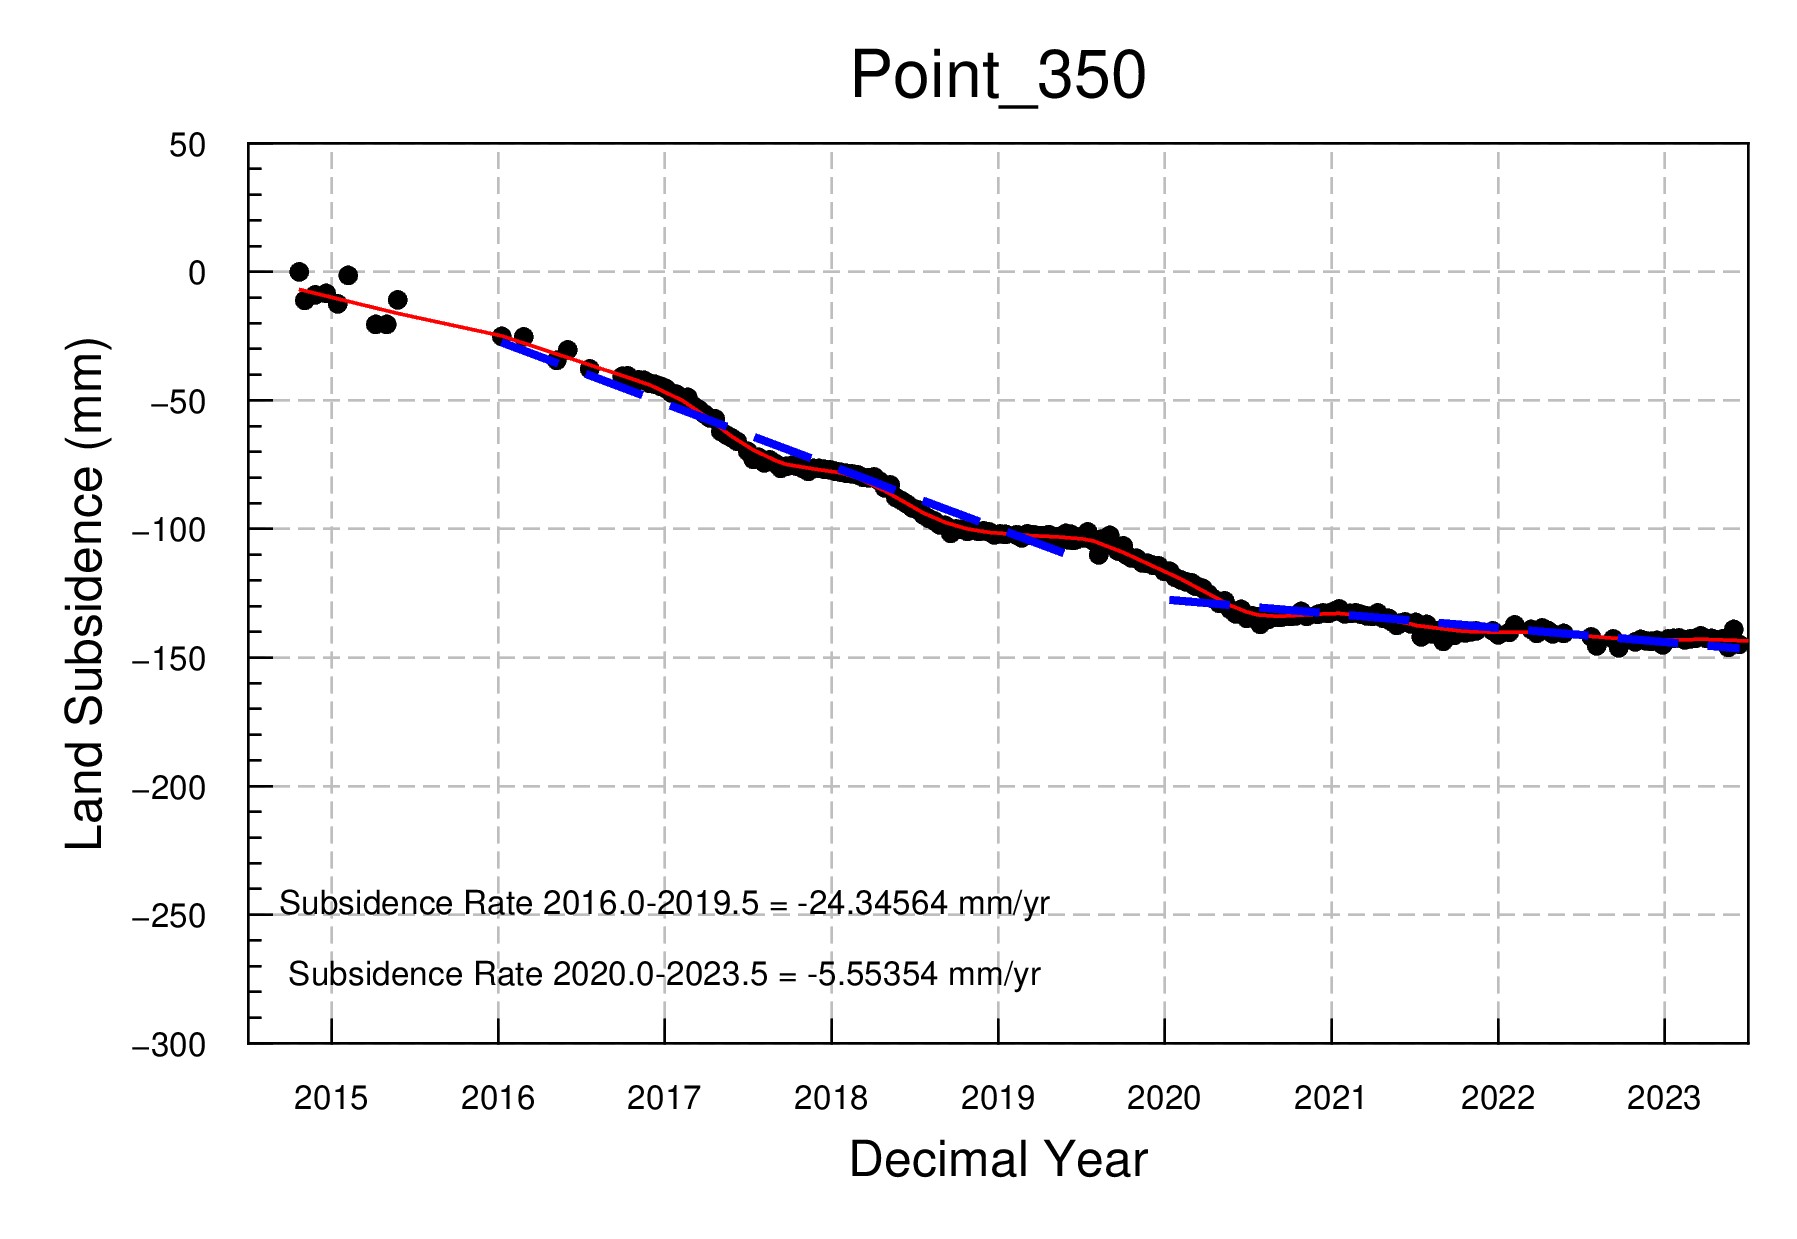 Point_350
50
0
−50
−100
−150
−200
−250
−300
Land Subsidence (mm)
Subsidence Rate 2016.0-2019.5 = -24.34564 mm/yr
Subsidence Rate 2020.0-2023.5 = -5.55354 mm/yr
2015 2016 2017 2018 2019 2020 2021 2022 2023
Decimal Year